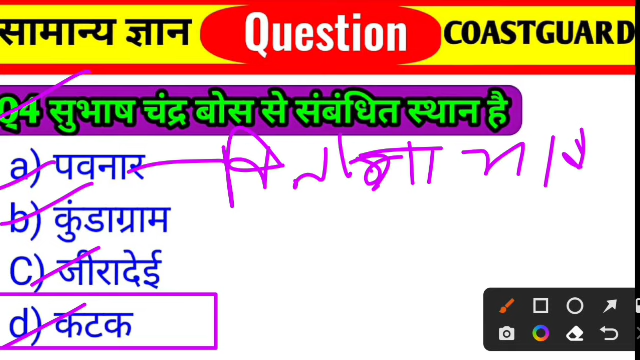 सामान्य ज्ञान Question COASTGUARD
Q4 सुभाष चंद्र बोस से संबंधित स्थान है
a) पवनार
b) कुंडाग्राम
C) जीरादेई
d) कटक